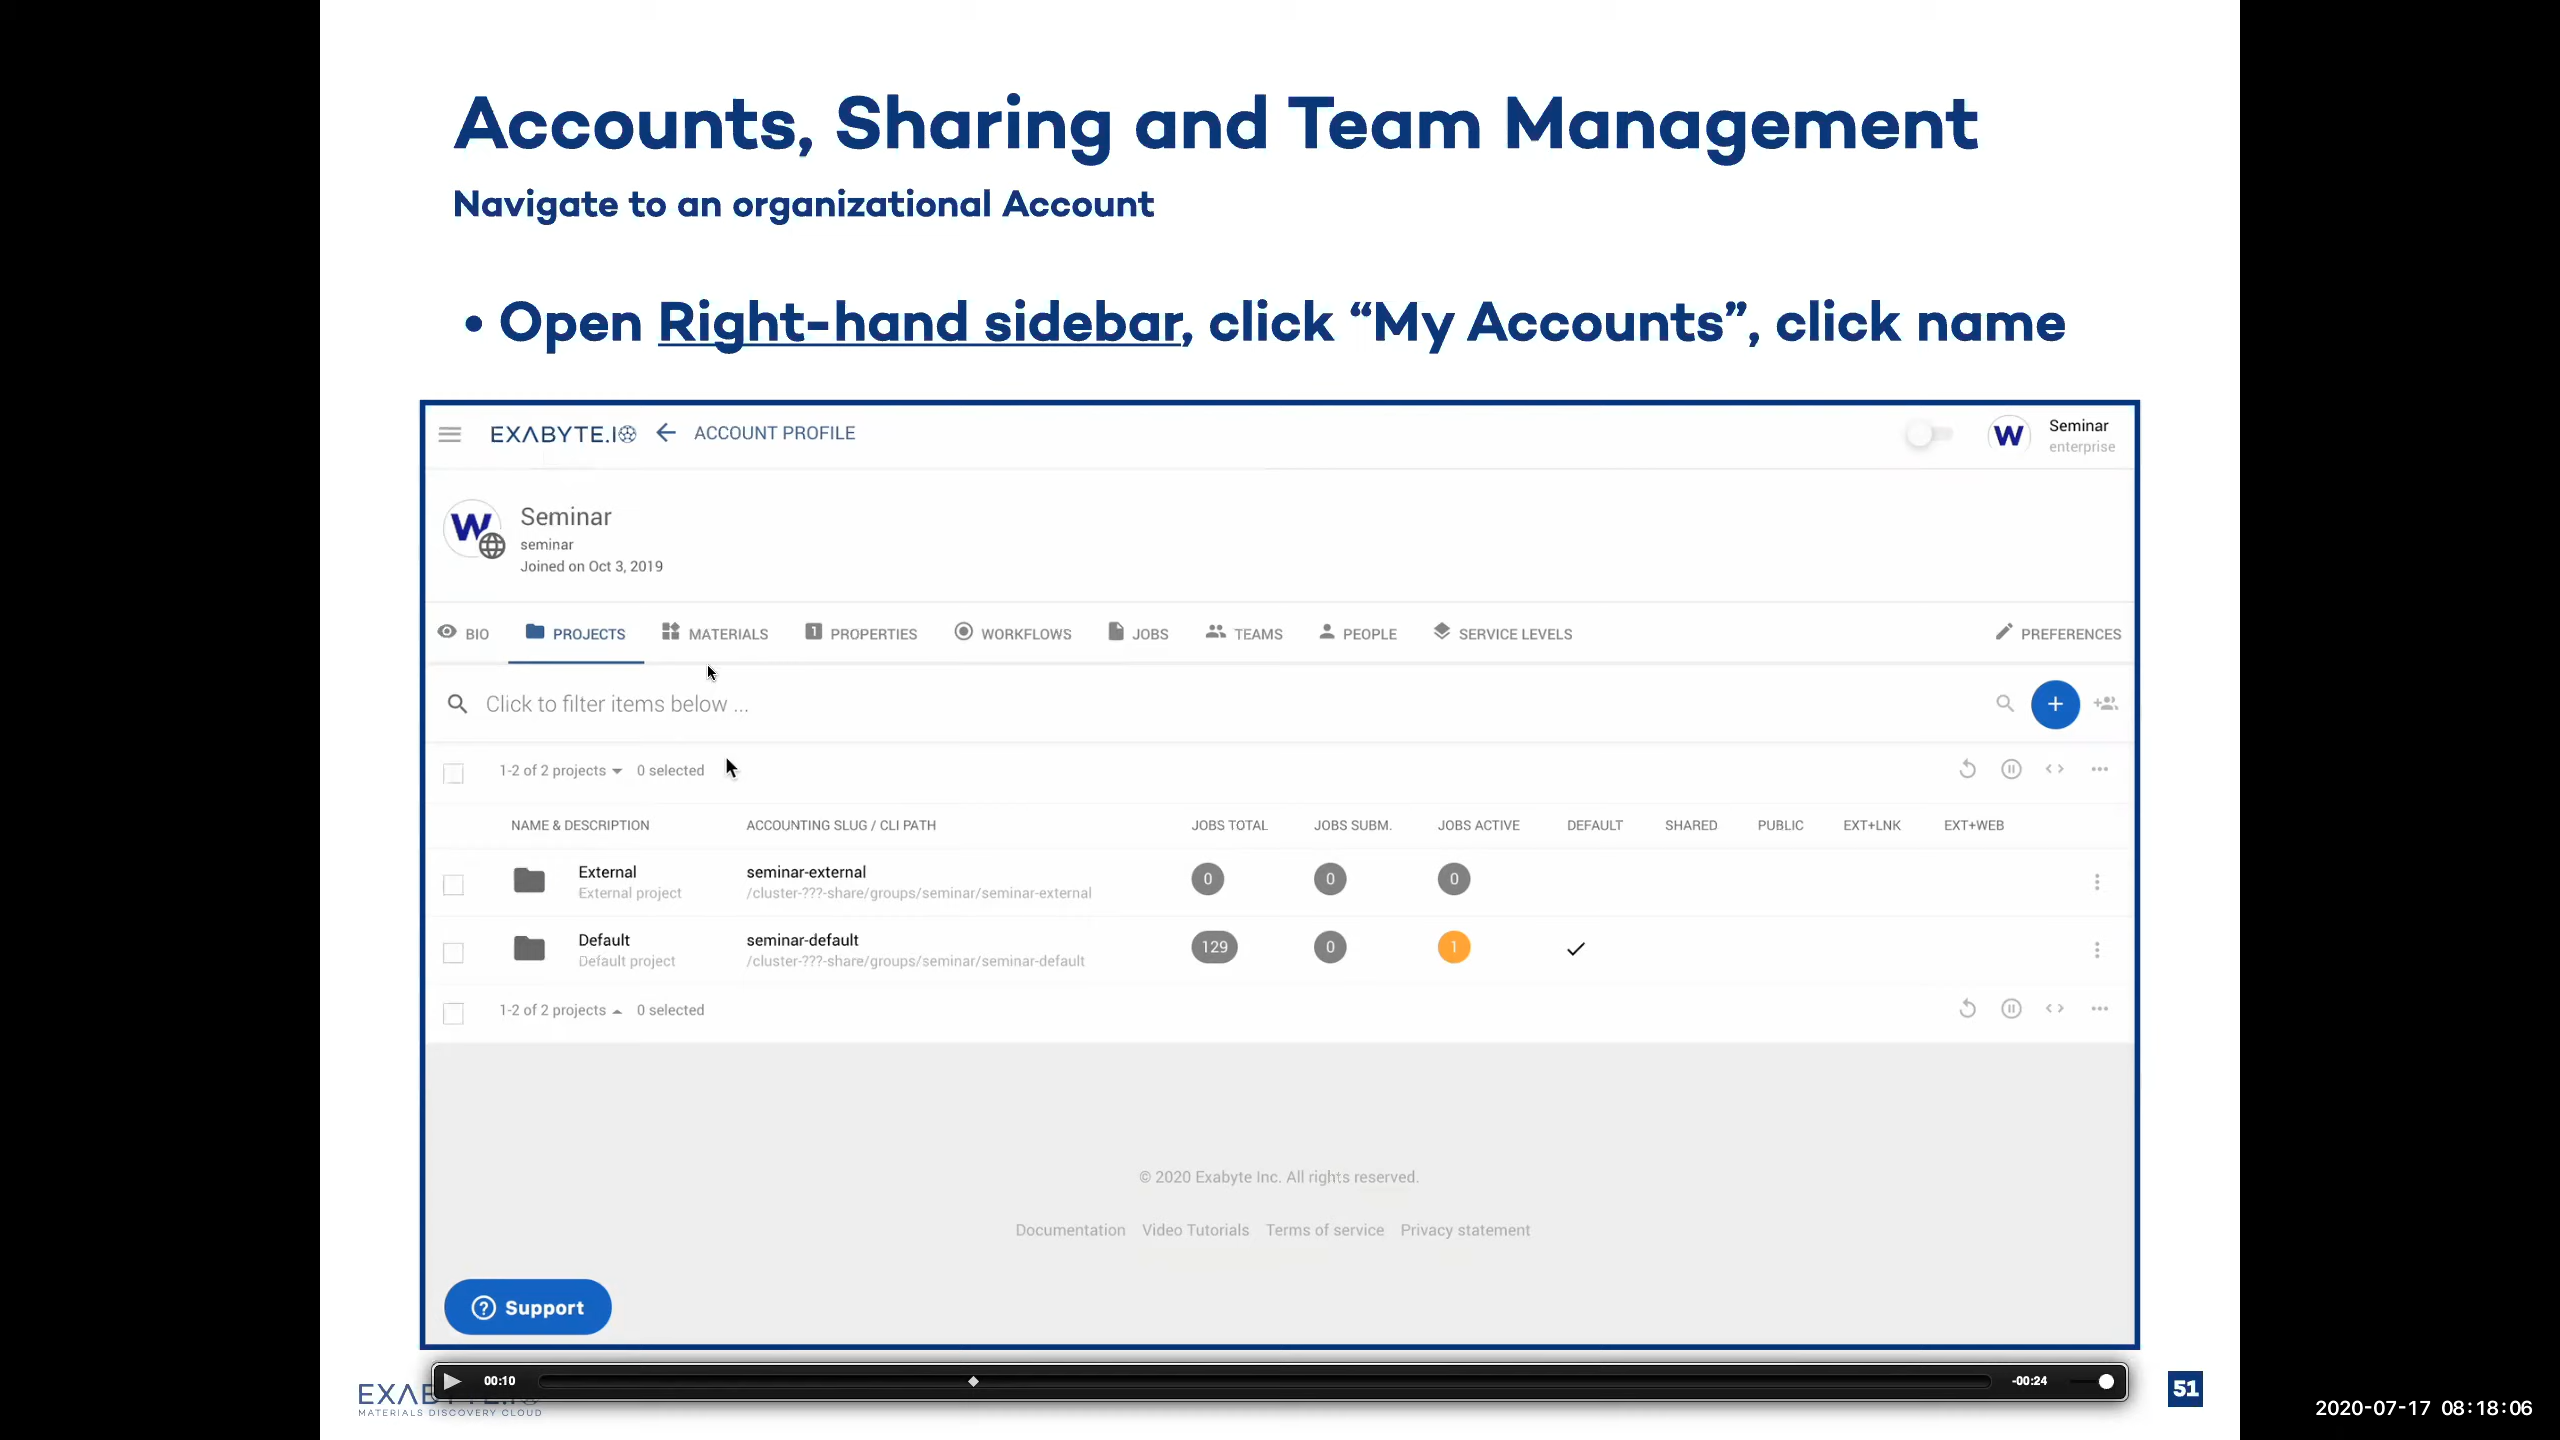 Accounts, Sharing and Team Management
Navigate to an organizational Account
• Open Right-hand sidebar, click “My Accounts”, click name
EXABYTE.IO ACCOUNT PROFILE
Seminar
enterprise
W
W
Seminar
seminar
Joined on Oct 3, 2019
BIO PROJECTS MATERIALS PROPERTIES WORKFLOWS JOBS TEAMS PEOPLE SERVICE LEVELS PREFERENCES
Click to filter items below ...
1-2 of 2 projects 0 selected
NAME & DESCRIPTION ACCOUNTING SLUG / CLI PATH JOBS TOTAL JOBS SUBM. JOBS ACTIVE DEFAULT SHARED PUBLIC EXT+LNK EXT+WEB
External seminar-external 0 0 0
External project /cluster-???-share/groups/seminar/seminar-external
Default seminar-default 129 0 1
Default project /cluster-???-share/groups/seminar/seminar-default
1-2 of 2 projects 0 selected
© 2020 Exabyte Inc. All rights reserved.
Documentation Video Tutorials Terms of service Privacy statement
Support
00:10 -00:24
MATERIALS DISCOVERY CLOUD
51
2020-07-17 08:18:06